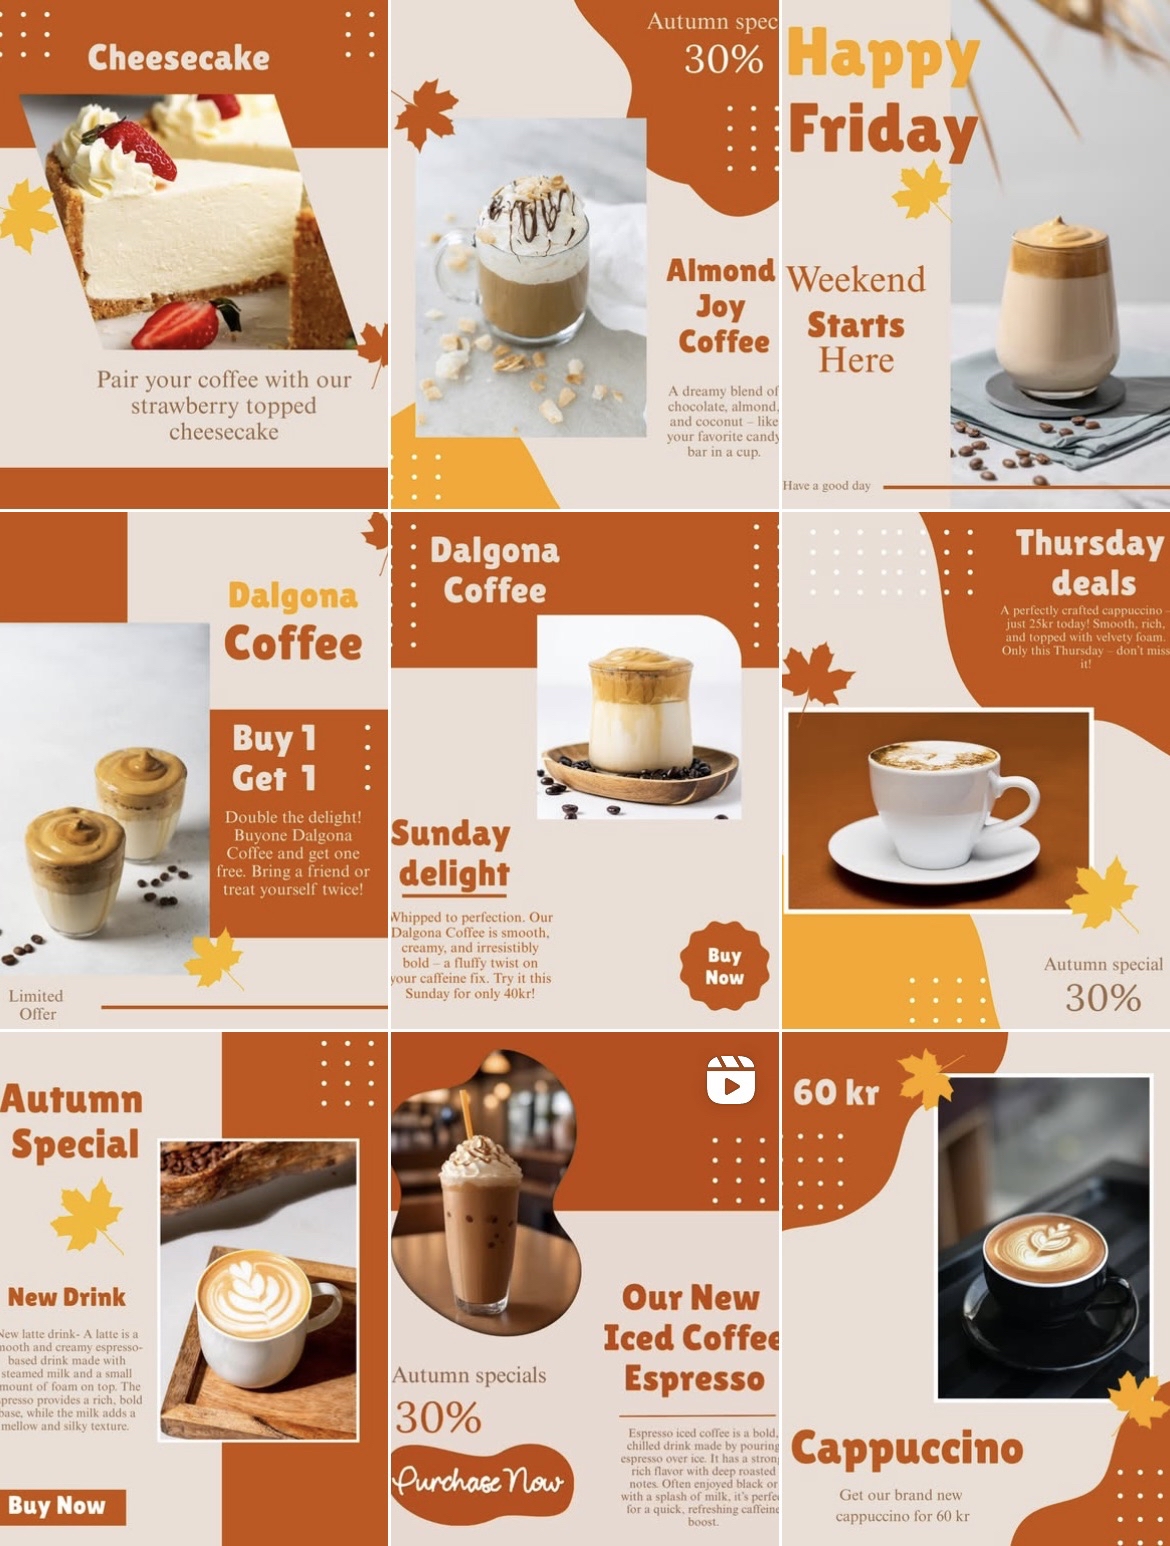 Cheesecake
Pair your coffee with our
strawberry topped
cheesecake
Autumn spec
30%
Almond
Joy
Coffee
A dreamy blend of
chocolate, almond,
and coconut – like
your favorite candy
bar in a cup.
Happy
Friday
Weekend
Starts
Here
Have a good day
Dalgona
Coffee
Buy 1
Get 1
Double the delight!
Buyone Dalgona
Coffee and get one
free. Bring a friend or
treat yourself twice!
Limited
Offer
Dalgona
Coffee
Sunday
delight
Whipped to perfection. Our
Dalgona Coffee is smooth,
creamy, and irresistibly
bold – a fluffy twist on
your caffeine fix. Try it this
Sunday for only 40kr!
Buy
Now
Thursday
deals
A perfectly crafted cappuccino –
just 25kr today! Smooth, rich,
and topped with velvety foam.
Only this Thursday – don't miss
it!
Autumn special
30%
Autumn
Special
New Drink
New latte drink- A latte is a
mooth and creamy espresso-
based drink made with
steamed milk and a small
mount of foam on top. The
spresso provides a rich, bold
base, while the milk adds a
mellow and silky texture.
Buy Now
Autumn specials
30%
Purchase Now
Our New
Iced Coffee
Espresso
Espresso iced coffee is a bold,
chilled drink made by pouring
espresso over ice. It has a strong
rich flavor with deep roasted
notes. Often enjoyed black or
with a splash of milk, it's perfe
for a quick, refreshing caffeine
boost.
60 kr
Cappuccino
Get our brand new
cappuccino for 60 kr